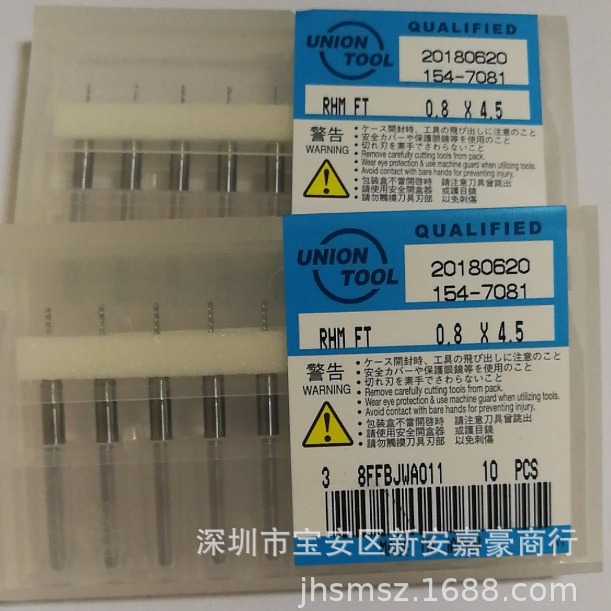 QUALIFIED
UNION
TOOL
20180620
154-7081
RHM FT 0.8 X 4.5
警告
WARNING
• ケース開封時、工具の飛び出しに注意のこと
• 安全カバーや保護眼鏡等を使用のこと
• 切れ刃を素手でさわらないこと
• Remove carefully cutting tools from pack.
• Wear eye protection & use machine guard when utilizing tools.
• Avoid contact with bare hands for preventing injury.
• 包裝盒不當開啓時 請注意刀具曾跳出
• 請使用安全開盒器 或護目鏡
• 請勿觸摸刀具刃部 以免刺傷
QUALIFIED
UNION
TOOL
20180620
154-7081
RHM FT 0.8 X 4.5
警告
WARNING
• ケース開封時、工具の飛び出しに注意のこと
• 安全カバーや保護眼鏡等を使用のこと
• 切れ刃を素手でさわらないこと
• Remove carefully cutting tools from pack.
• Wear eye protection & use machine guard when utilizing tools.
• Avoid contact with bare hands for preventing injury.
• 包裝盒不當開啓時 請注意刀具曾跳出
• 請使用安全開盒器 或護目鏡
• 請勿觸摸刀具刃部 以免刺傷
3 8FFBJWA011 10 PCS
深圳市宝安区新安嘉豪商行
jhsmsz.1688.com